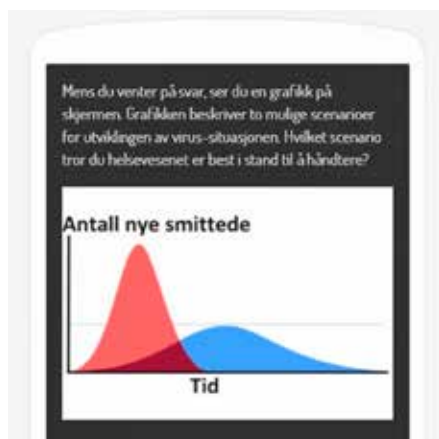 Mens du venter på svar, ser du en grafikk på
skjermen. Grafikken beskriver to mulige scenarioer
for utviklingen av virus-situasjonen. Hvilket scenario
tror du helsevesenet er best i stand til å håndtere?
Antall nye smittede
Tid